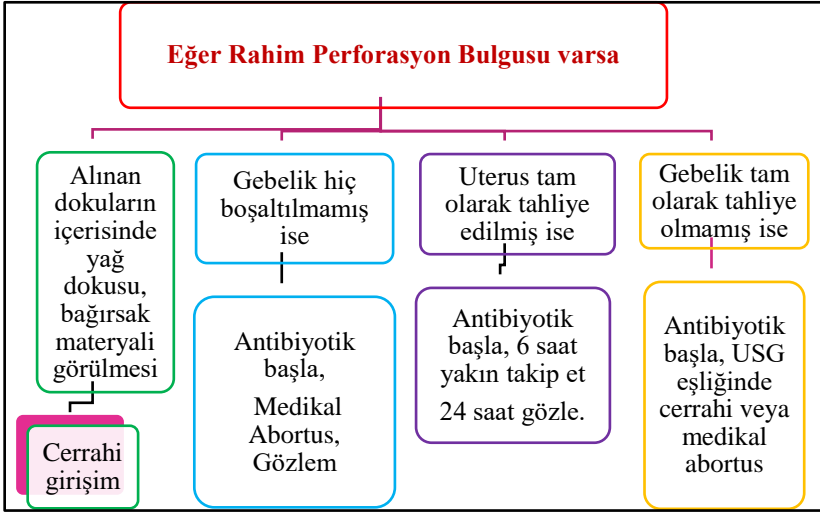 Eğer Rahim Perforasyon Bulgusu varsa
Alınan
dokuların
içerisinde
yağ
dokusu,
bağırsak
materyali
görülmesi
Cerrahi
girişim
Gebelik hiç
boşaltılmamış
ise
Antibiyotik
başla,
Medikal
Abortus,
Gözlem
Uterus tam
olarak tahliye
edilmiş ise
Antibiyotik
başla, 6 saat
yakın takip et
24 saat gözle.
Gebelik tam
olarak tahliye
olmamış ise
Antibiyotik
başla, USG
eşliğinde
cerrahi veya
medikal
abortus